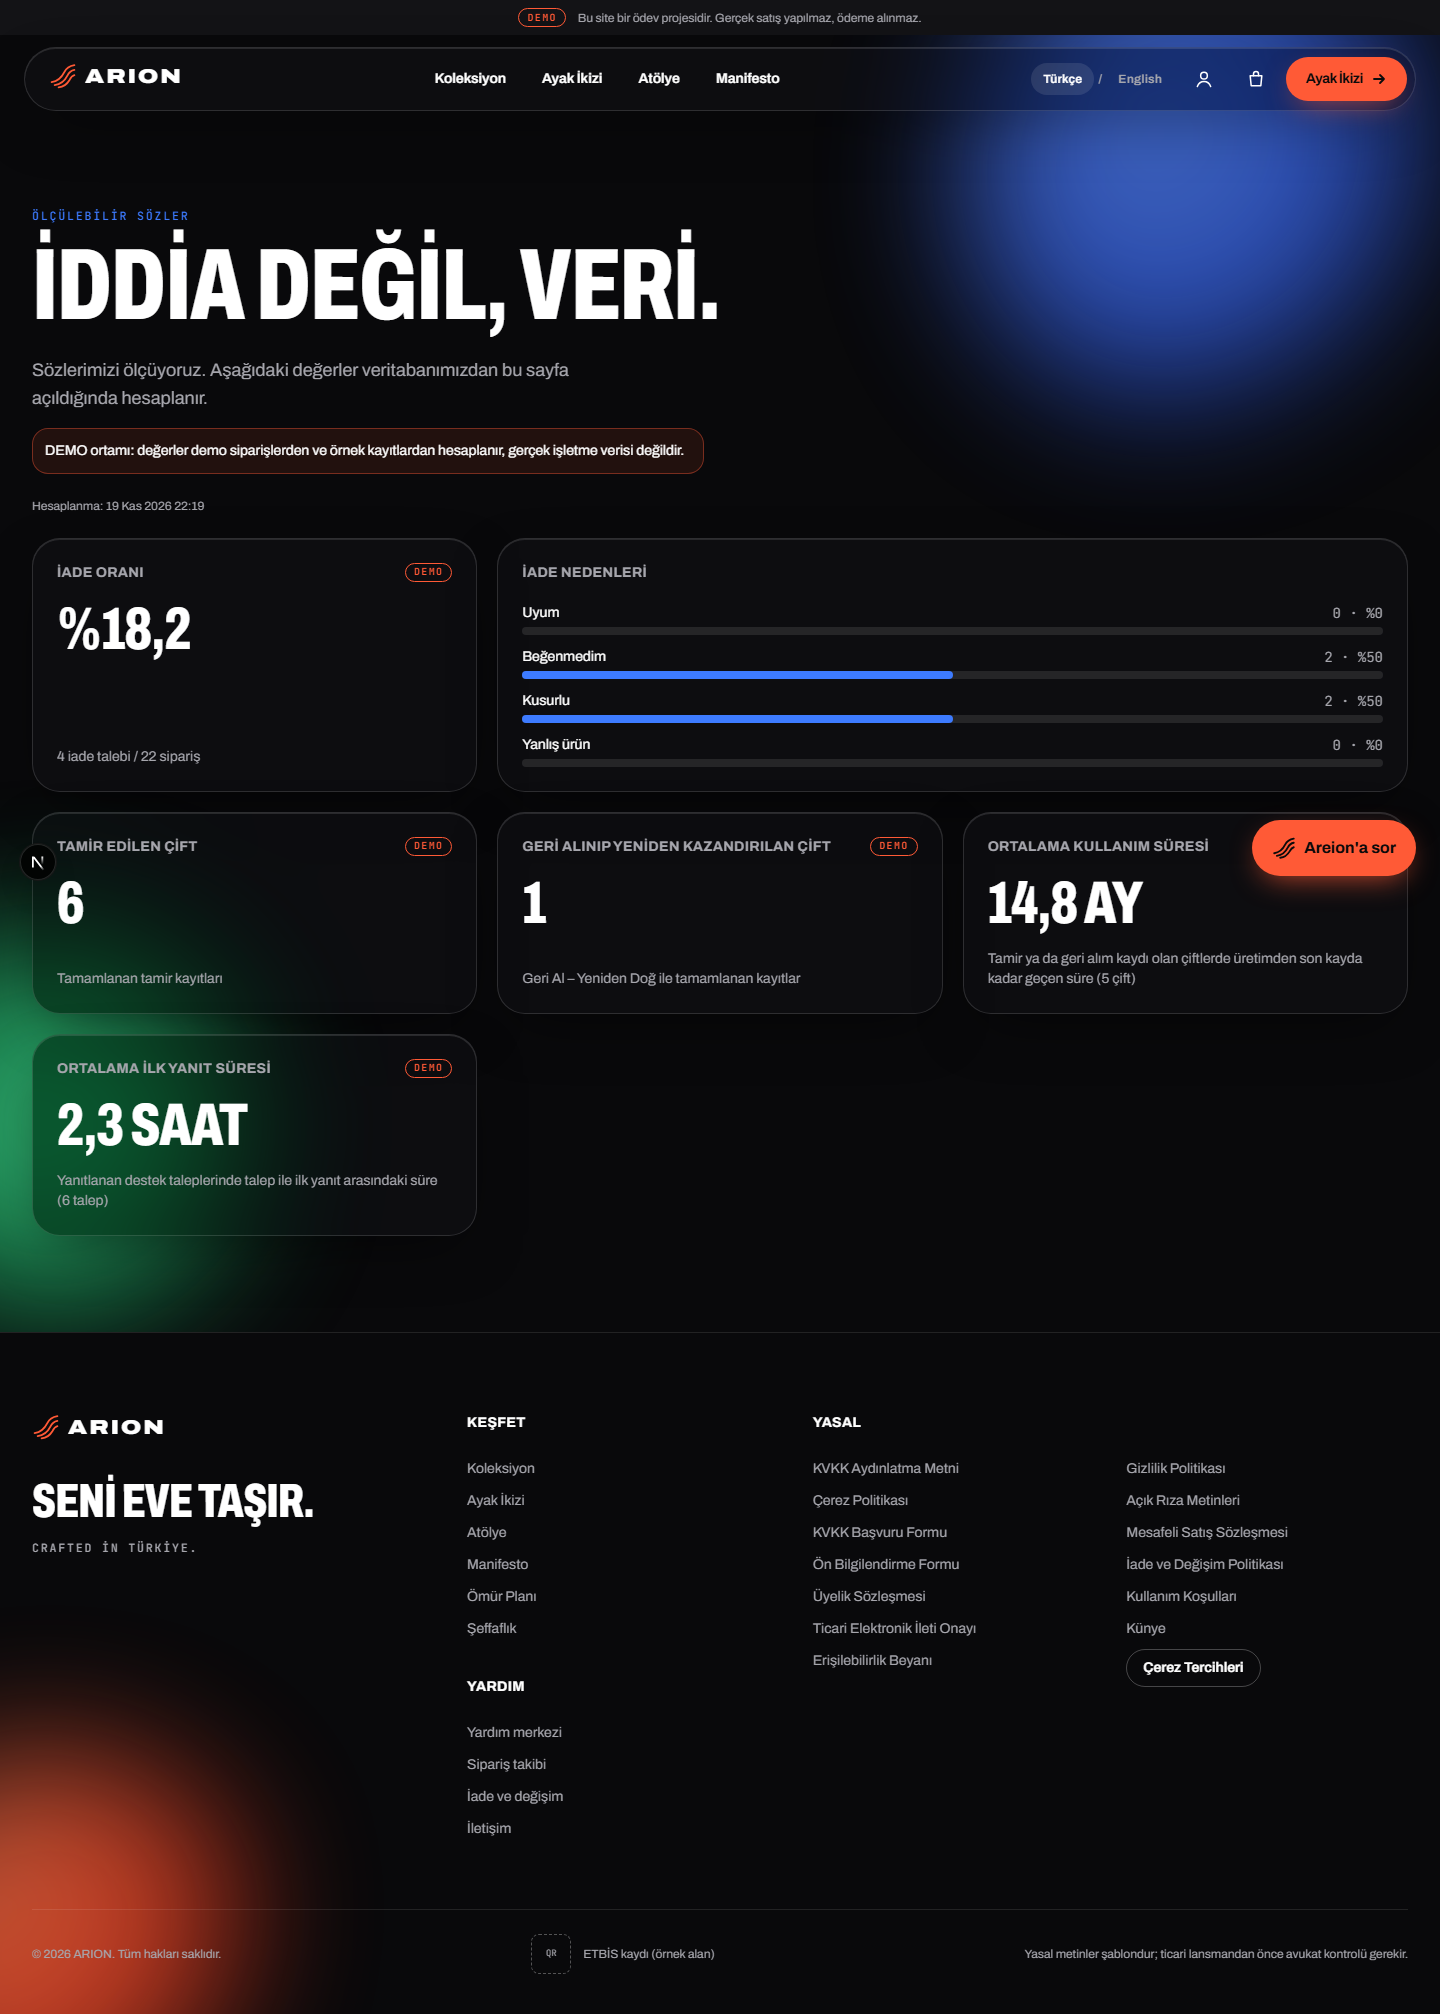 DEMO Bu site bir ödev projesidir. Gerçek satış yapılmaz, ödeme alınmaz.
ARION
Koleksiyon Ayak İkizi Atölye Manifesto
Türkçe / English
Ayak İkizi
ÖLÇÜLEBİLİR SÖZLER
İDDİA DEĞİL, VERİ.
Sözlerimizi ölçüyoruz. Aşağıdaki değerler veritabanımızdan bu sayfa
açıldığında hesaplanır.
DEMO ortamı: değerler demo siparişlerden ve örnek kayıtlardan hesaplanır, gerçek işletme verisi değildir.
Hesaplanma: 19 Kas 2026 22:19
İADE ORANI DEMO
%18,2
4 iade talebi / 22 sipariş
İADE NEDENLERİ
Uyum 0 · %0
Beğenmedim 2 · %50
Kusurlu 2 · %50
Yanlış ürün 0 · %0
TAMİR EDİLEN ÇİFT DEMO
6
Tamamlanan tamir kayıtları
GERİ ALINIP YENİDEN KAZANDIRILAN ÇİFT DEMO
1
Geri Al – Yeniden Doğ ile tamamlanan kayıtlar
ORTALAMA KULLANIM SÜRESİ
14,8 AY
Tamir ya da geri alım kaydı olan çiftlerde üretimden son kayda
kadar geçen süre (5 çift)
Areion'a sor
N
ORTALAMA İLK YANIT SÜRESİ DEMO
2,3 SAAT
Yanıtlanan destek taleplerinde talep ile ilk yanıt arasındaki süre
(6 talep)
ARION
SENİ EVE TAŞIR.
CRAFTED İN TÜRKİYE.
KEŞFET
Koleksiyon
Ayak İkizi
Atölye
Manifesto
Ömür Planı
Şeffaflık
YARDIM
Yardım merkezi
Sipariş takibi
İade ve değişim
İletişim
YASAL
KVKK Aydınlatma Metni
Çerez Politikası
KVKK Başvuru Formu
Ön Bilgilendirme Formu
Üyelik Sözleşmesi
Ticari Elektronik İleti Onayı
Erişilebilirlik Beyanı
Gizlilik Politikası
Açık Rıza Metinleri
Mesafeli Satış Sözleşmesi
İade ve Değişim Politikası
Kullanım Koşulları
Künye
Çerez Tercihleri
© 2026 ARION. Tüm hakları saklıdır.
QR ETBİS kaydı (örnek alan)
Yasal metinler şablondur; ticari lansmandan önce avukat kontrolü gerekir.